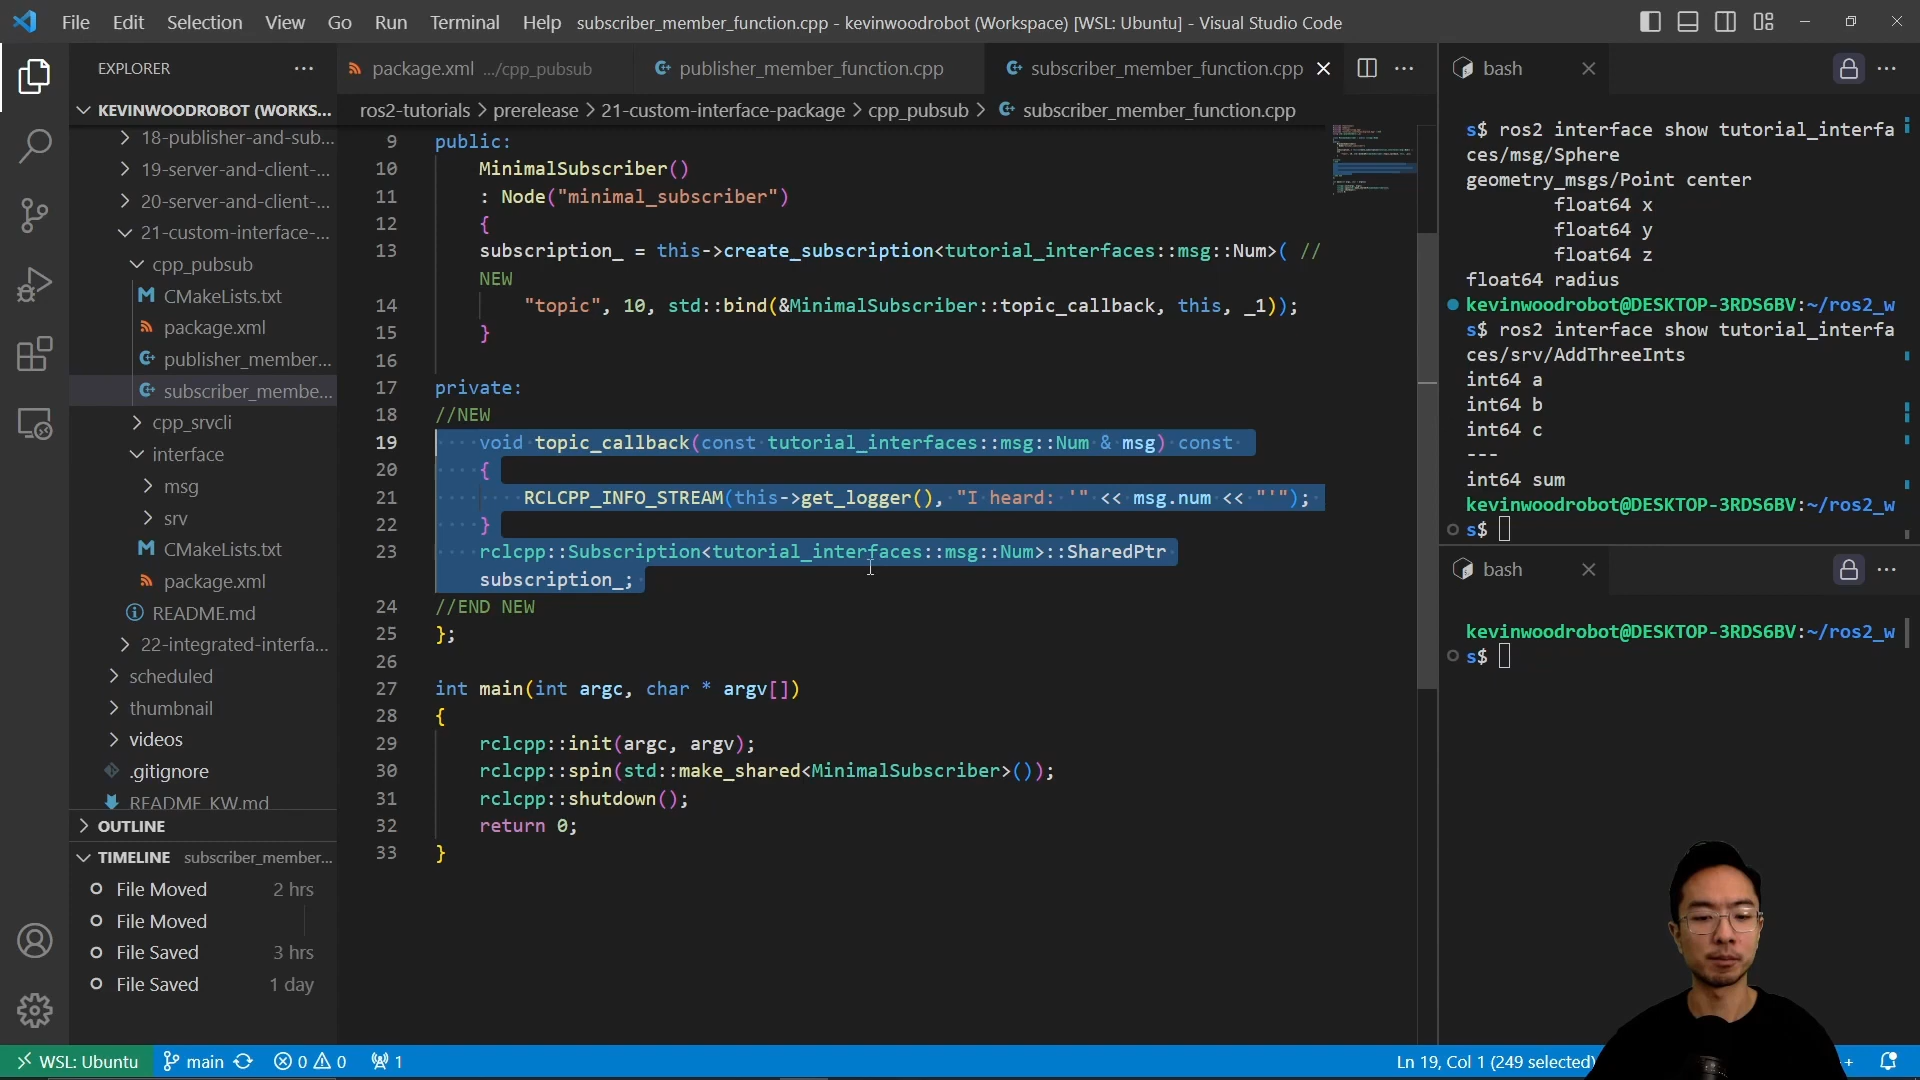 File Edit Selection View Go Run Terminal Help subscriber_member_function.cpp - kevinwoodrobot (Workspace) [WSL: Ubuntu] - Visual Studio Code
EXPLORER
KEVINWOODROBOT (WORKS...
18-publisher-and-sub...
19-server-and-client-...
20-server-and-client-...
21-custom-interface-...
cpp_pubsub
CMakeLists.txt
package.xml
publisher_member...
subscriber_membe...
cpp_srvcli
interface
msg
srv
CMakeLists.txt
package.xml
README.md
22-integrated-interfa...
scheduled
thumbnail
videos
.gitignore
README_KW.md
OUTLINE
TIMELINE subscriber_member...
File Moved 2 hrs
File Moved
File Saved 3 hrs
File Saved 1 day
package.xml .../cpp_pubsub publisher_member_function.cpp subscriber_member_function.cpp
ros2-tutorials > prerelease > 21-custom-interface-package > cpp_pubsub > subscriber_member_function.cpp
9 public:
10 MinimalSubscriber()
11 : Node("minimal_subscriber")
12 {
13 subscription_ = this->create_subscription<tutorial_interfaces::msg::Num>( //
NEW
14 "topic", 10, std::bind(&MinimalSubscriber::topic_callback, this, _1));
15 }
16
17 private:
18 //NEW
19 void topic_callback(const tutorial_interfaces::msg::Num & msg) const
20 {
21 RCLCPP_INFO_STREAM(this->get_logger(), "I heard: '" << msg.num << "'");
22 }
23 rclcpp::Subscription<tutorial_interfaces::msg::Num>::SharedPtr
subscription_;
24 //END NEW
25 };
26
27 int main(int argc, char * argv[])
28 {
29 rclcpp::init(argc, argv);
30 rclcpp::spin(std::make_shared<MinimalSubscriber>());
31 rclcpp::shutdown();
32 return 0;
33 }
bash
s$ ros2 interface show tutorial_interfa
ces/msg/Sphere
geometry_msgs/Point center
float64 x
float64 y
float64 z
float64 radius
kevinwoodrobot@DESKTOP-3RDS6BV:~/ros2_w
s$ ros2 interface show tutorial_interfa
ces/srv/AddThreeInts
int64 a
int64 b
int64 c
---
int64 sum
kevinwoodrobot@DESKTOP-3RDS6BV:~/ros2_w
s$
bash
kevinwoodrobot@DESKTOP-3RDS6BV:~/ros2_w
s$
WSL: Ubuntu main 0 0 1 Ln 19, Col 1 (249 selected)